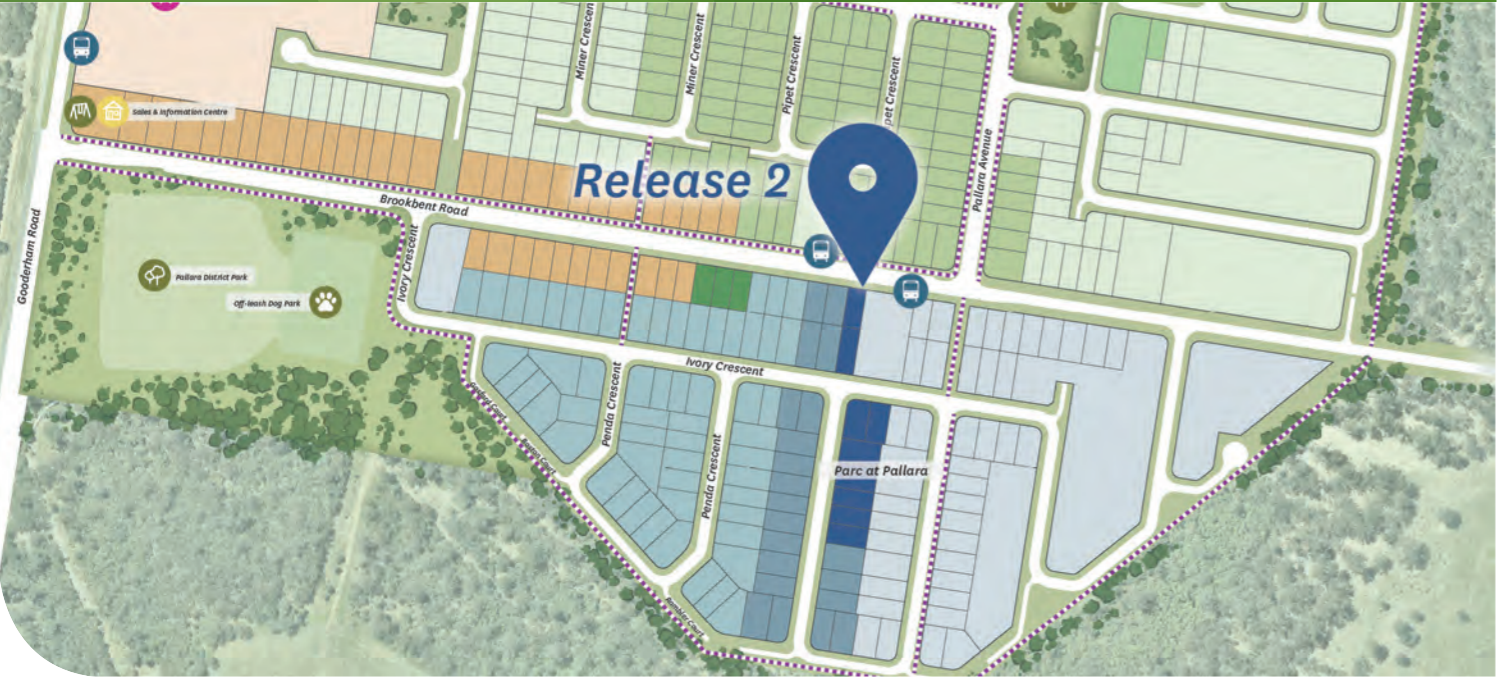 Miner Crescent
Miner Crescent
Pipet Crescent
pet Crescent
Sales & Information Centre
Pallara Avenue
Release 2
Brookbent Road
Gooderham Road
Ivory Crescent
Pallara District Park
Off-leash Dog Park
Ivory Crescent
Penda Crescent
Penda Crescent
Parc at Pallara